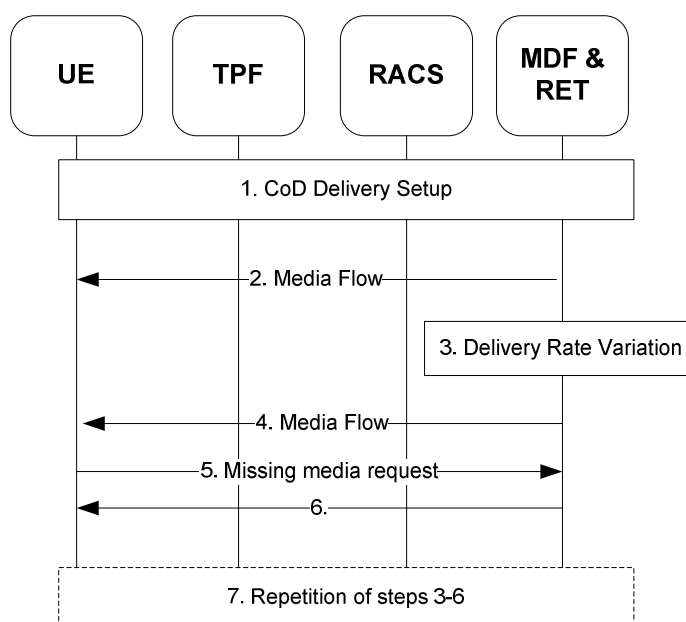 UE
TPF
RACS
MDF &
RET
1. CoD Delivery Setup
2. Media Flow
3. Delivery Rate Variation
4. Media Flow
5. Missing media request
6.
7. Repetition of steps 3-6